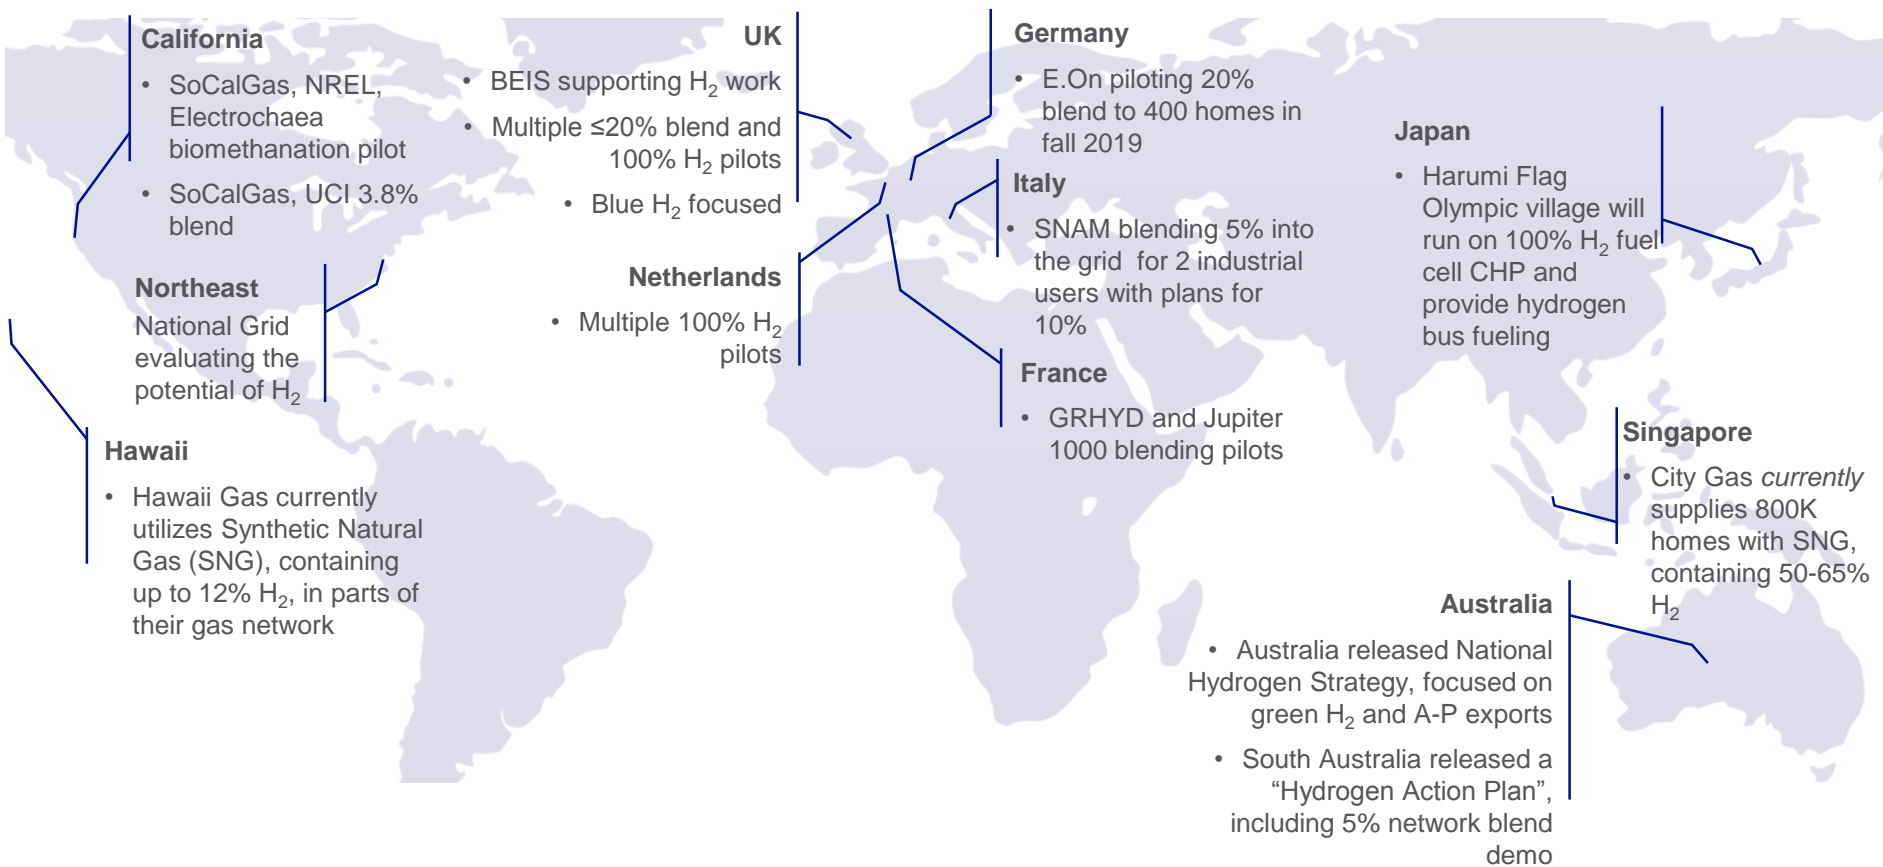 California
• SoCalGas, NREL,
Electrochaea
biomethanation pilot
• SoCalGas, UCI 3.8%
blend
Northeast
National Grid
evaluating the
potential of H₂
Hawaii
• Hawaii Gas currently
utilizes Synthetic Natural
Gas (SNG), containing
up to 12% H₂, in parts of
their gas network
UK
• BEIS supporting H₂ work
• Multiple ≤20% blend and
100% H₂ pilots
• Blue H₂ focused
Netherlands
• Multiple 100% H₂
pilots
Germany
• E.On piloting 20%
blend to 400 homes in
fall 2019
Italy
• SNAM blending 5% into
the grid for 2 industrial
users with plans for
10%
France
• GRHYD and Jupiter
1000 blending pilots
Japan
• Harumi Flag
Olympic village will
run on 100% H₂ fuel
cell CHP and
provide hydrogen
bus fueling
Singapore
• City Gas currently
supplies 800K
homes with SNG,
containing 50-65%
H₂
Australia
• Australia released National
Hydrogen Strategy, focused on
green H₂ and A-P exports
• South Australia released a
“Hydrogen Action Plan”,
including 5% network blend
demo